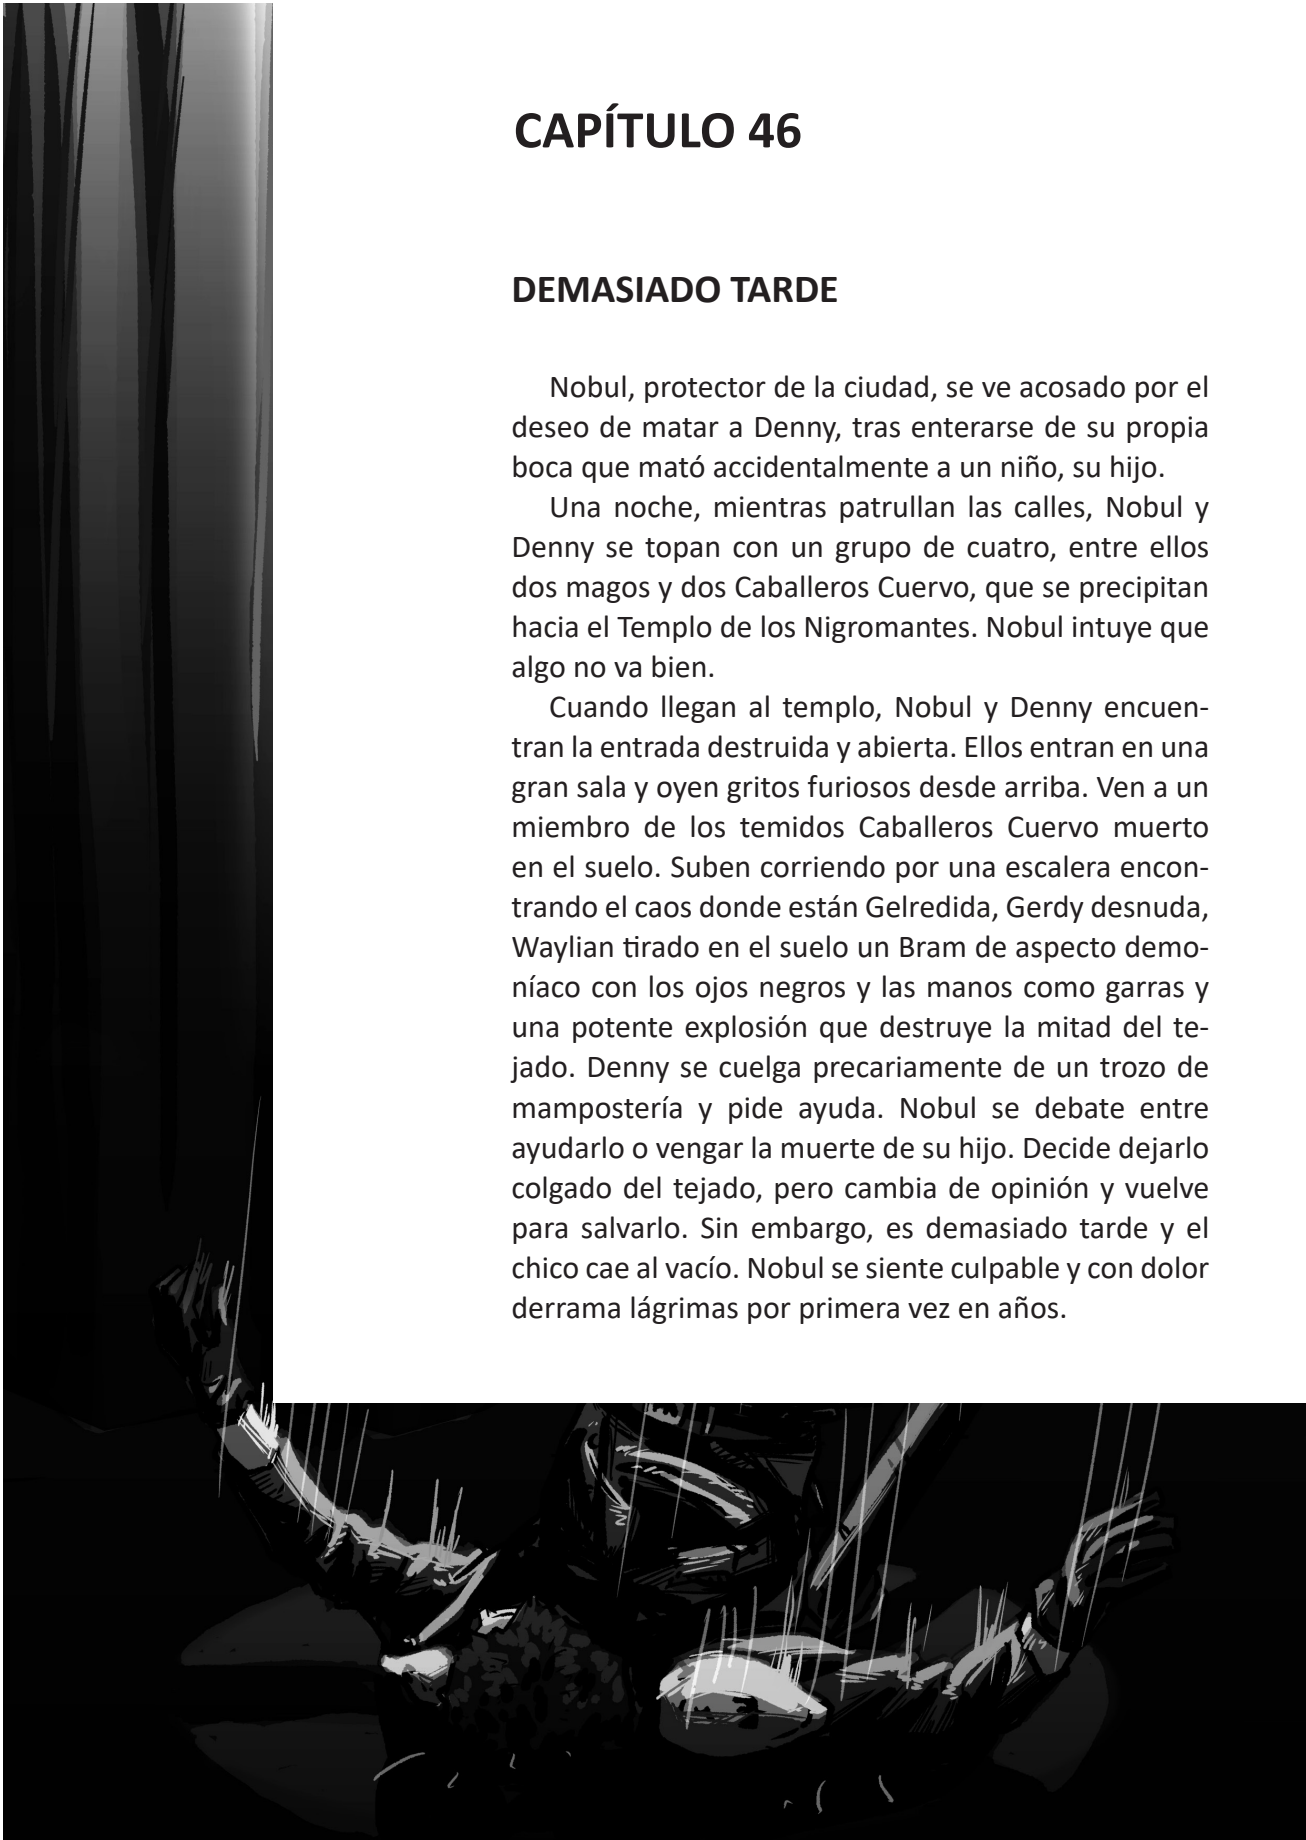 CAPÍTULO 46
DEMASIADO TARDE
Nobul, protector de la ciudad, se ve acosado por el
deseo de matar a Denny, tras enterarse de su propia
boca que mató accidentalmente a un niño, su hijo.
Una noche, mientras patrullan las calles, Nobul y
Denny se topan con un grupo de cuatro, entre ellos
dos magos y dos Caballeros Cuervo, que se precipitan
hacia el Templo de los Nigromantes. Nobul intuye que
algo no va bien.
Cuando llegan al templo, Nobul y Denny encuen-
tran la entrada destruida y abierta. Ellos entran en una
gran sala y oyen gritos furiosos desde arriba. Ven a un
miembro de los temidos Caballeros Cuervo muerto
en el suelo. Suben corriendo por una escalera encon-
trando el caos donde están Gelredida, Gerdy desnuda,
Waylian tirado en el suelo un Bram de aspecto demo-
níaco con los ojos negros y las manos como garras y
una potente explosión que destruye la mitad del te-
jado. Denny se cuelga precariamente de un trozo de
mampostería y pide ayuda. Nobul se debate entre
ayudarlo o vengar la muerte de su hijo. Decide dejarlo
colgado del tejado, pero cambia de opinión y vuelve
para salvarlo. Sin embargo, es demasiado tarde y el
chico cae al vacío. Nobul se siente culpable y con dolor
derrama lágrimas por primera vez en años.